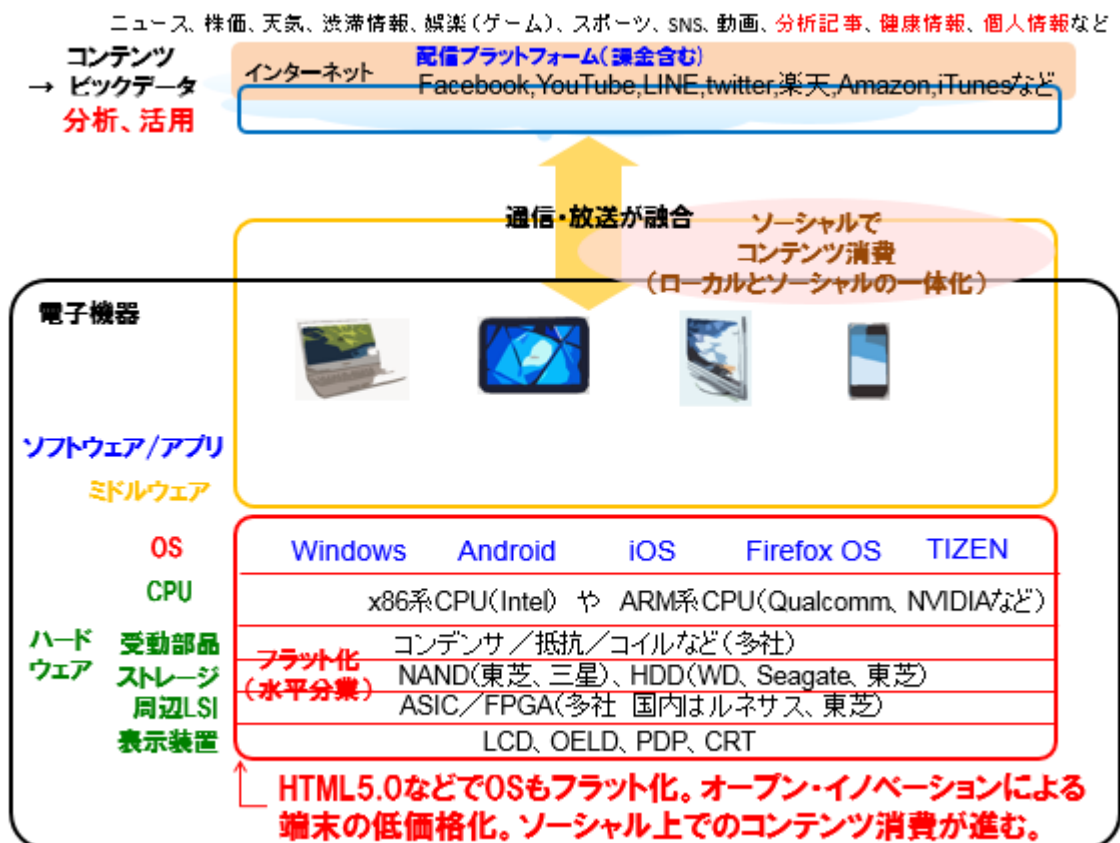 ニュース、株価、天気、渋滞情報、娯楽(ゲーム)、スポーツ、SNS、動画、分析記事、健康情報、個人情報など
コンテンツ
→ ビックデータ
分析、活用
インターネット
配信プラットフォーム(課金含む)
Facebook,YouTube,LINE,twitter,楽天,Amazon,iTunesなど
通信・放送が融合
ソーシャルで
コンテンツ消費
(ローカルとソーシャルの一体化)
電子機器
ソフトウェア/アプリ
ミドルウェア
OS
Windows Android iOS Firefox OS TIZEN
CPU
x86系CPU(Intel) や ARM系CPU(Qualcomm、NVIDIAなど)
ハード
ウェア
受動部品
コンデンサ/抵抗/コイルなど(多社)
フラット化
(水平分業)
ストレージ
NAND(東芝、三星)、HDD(WD、Seagate、東芝)
周辺LSI
ASIC/FPGA(多社 国内はルネサス、東芝)
表示装置
LCD、OELD、PDP、CRT
HTML5.0などでOSもフラット化。オープン・イノベーションによる
端末の低価格化。ソーシャル上でのコンテンツ消費が進む。